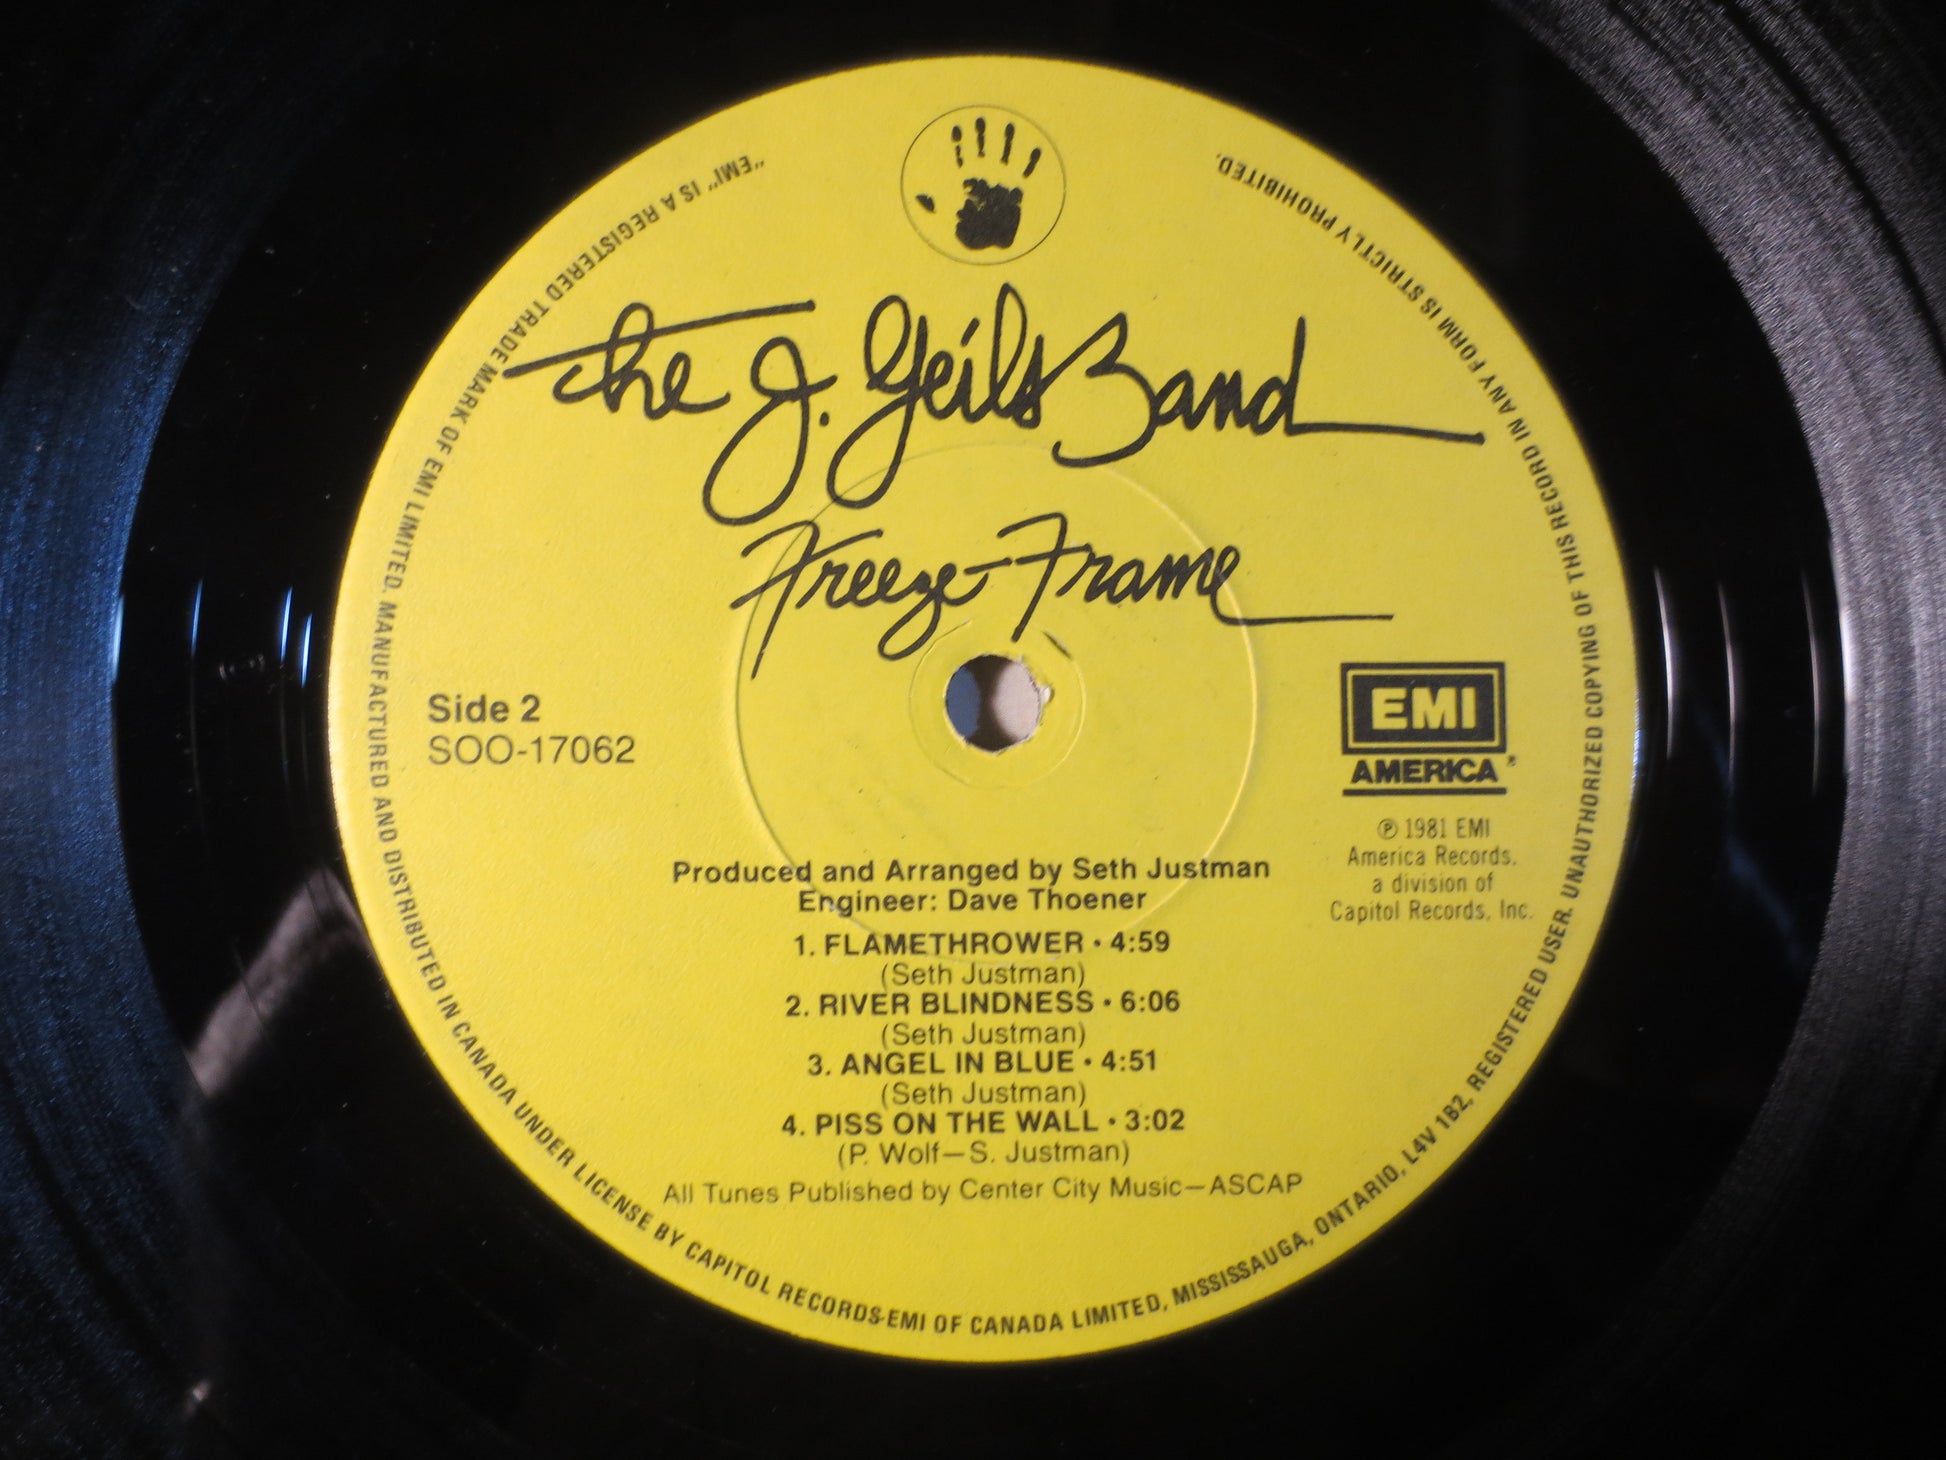 The J. Geils Band
Freeze-Frame
Side 2
SOO-17062
EMI
AMERICA®
℗ 1981 EMI
America Records,
a division of
Capitol Records, Inc.
Produced and Arranged by Seth Justman
Engineer: Dave Thoener
1. FLAMETHROWER • 4:59
(Seth Justman)
2. RIVER BLINDNESS • 6:06
(Seth Justman)
3. ANGEL IN BLUE • 4:51
(Seth Justman)
4. PISS ON THE WALL • 3:02
(P. Wolf—S. Justman)
All Tunes Published by Center City Music—ASCAP
"EMI" IS A REGISTERED TRADE MARK OF EMI LIMITED. MANUFACTURED AND DISTRIBUTED IN CANADA UNDER LICENSE BY CAPITOL RECORDS-EMI OF CANADA LIMITED, MISSISSAUGA, ONTARIO, L4V 1B2, REGISTERED USER. UNAUTHORIZED COPYING OF THIS RECORD IN ANY FORM IS STRICTLY PROHIBITED.